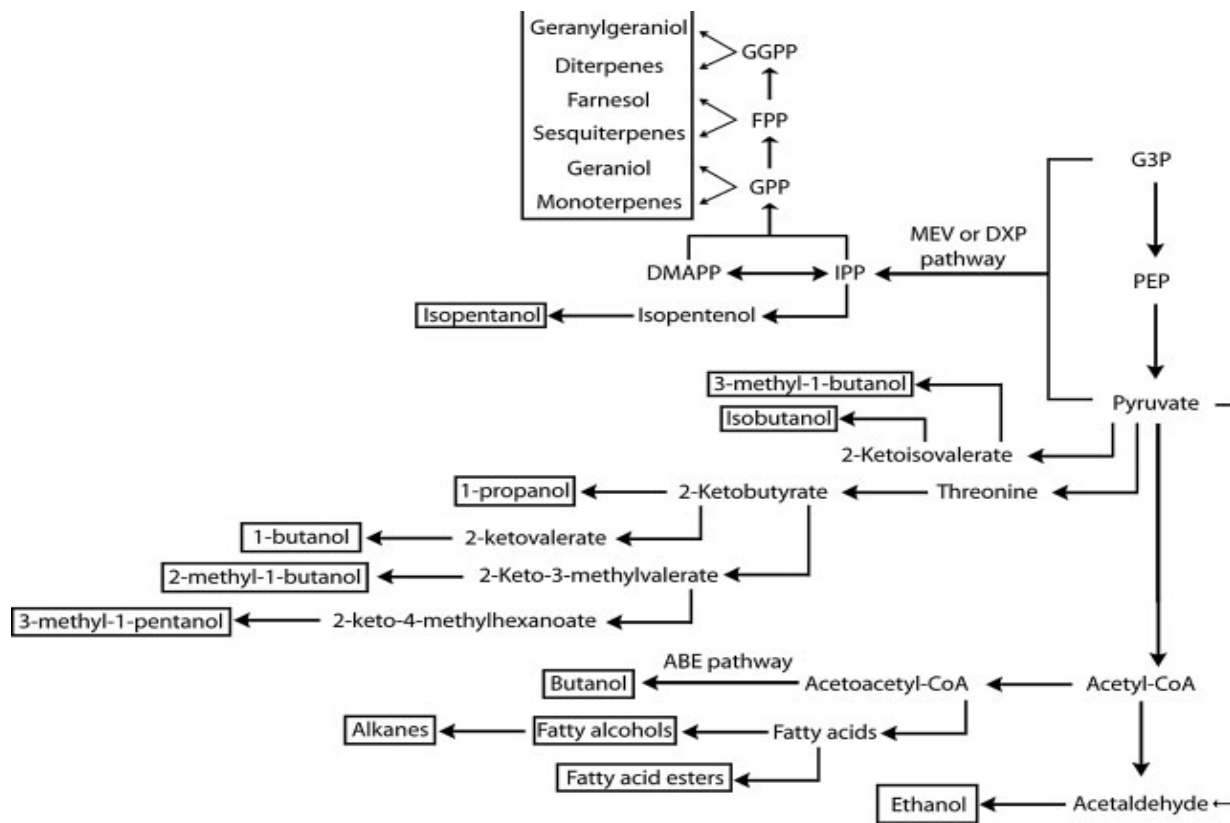 Geranylgeraniol
GGPP
Diterpenes
Farnesol
FPP
Sesquiterpenes
Geraniol
GPP
Monoterpenes
G3P
MEV or DXP
pathway
DMAPP
IPP
PEP
Isopentanol
Isopentenol
3-methyl-1-butanol
Pyruvate
Isobutanol
2-Ketoisovalerate
1-propanol
2-Ketobutyrate
Threonine
1-butanol
2-ketovalerate
2-methyl-1-butanol
2-Keto-3-methylvalerate
3-methyl-1-pentanol
2-keto-4-methylhexanoate
ABE pathway
Butanol
Acetoacetyl-CoA
Acetyl-CoA
Alkanes
Fatty alcohols
Fatty acids
Fatty acid esters
Ethanol
Acetaldehyde